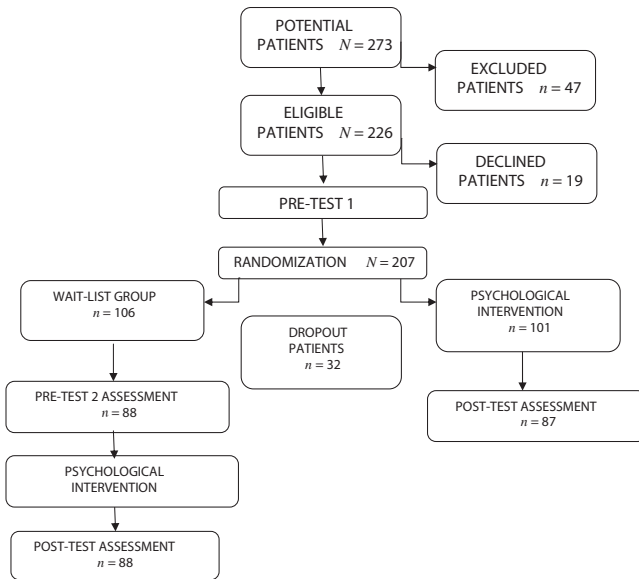 POTENTIAL
PATIENTS N = 273
EXCLUDED
PATIENTS n = 47
ELIGIBLE
PATIENTS N = 226
DECLINED
PATIENTS n = 19
PRE-TEST 1
RANDOMIZATION N = 207
WAIT-LIST GROUP
n = 106
DROPOUT
PATIENTS
n = 32
PSYCHOLOGICAL
INTERVENTION
n = 101
PRE-TEST 2 ASSESSMENT
n = 88
POST-TEST ASSESSMENT
n = 87
PSYCHOLOGICAL
INTERVENTION
POST-TEST ASSESSMENT
n = 88